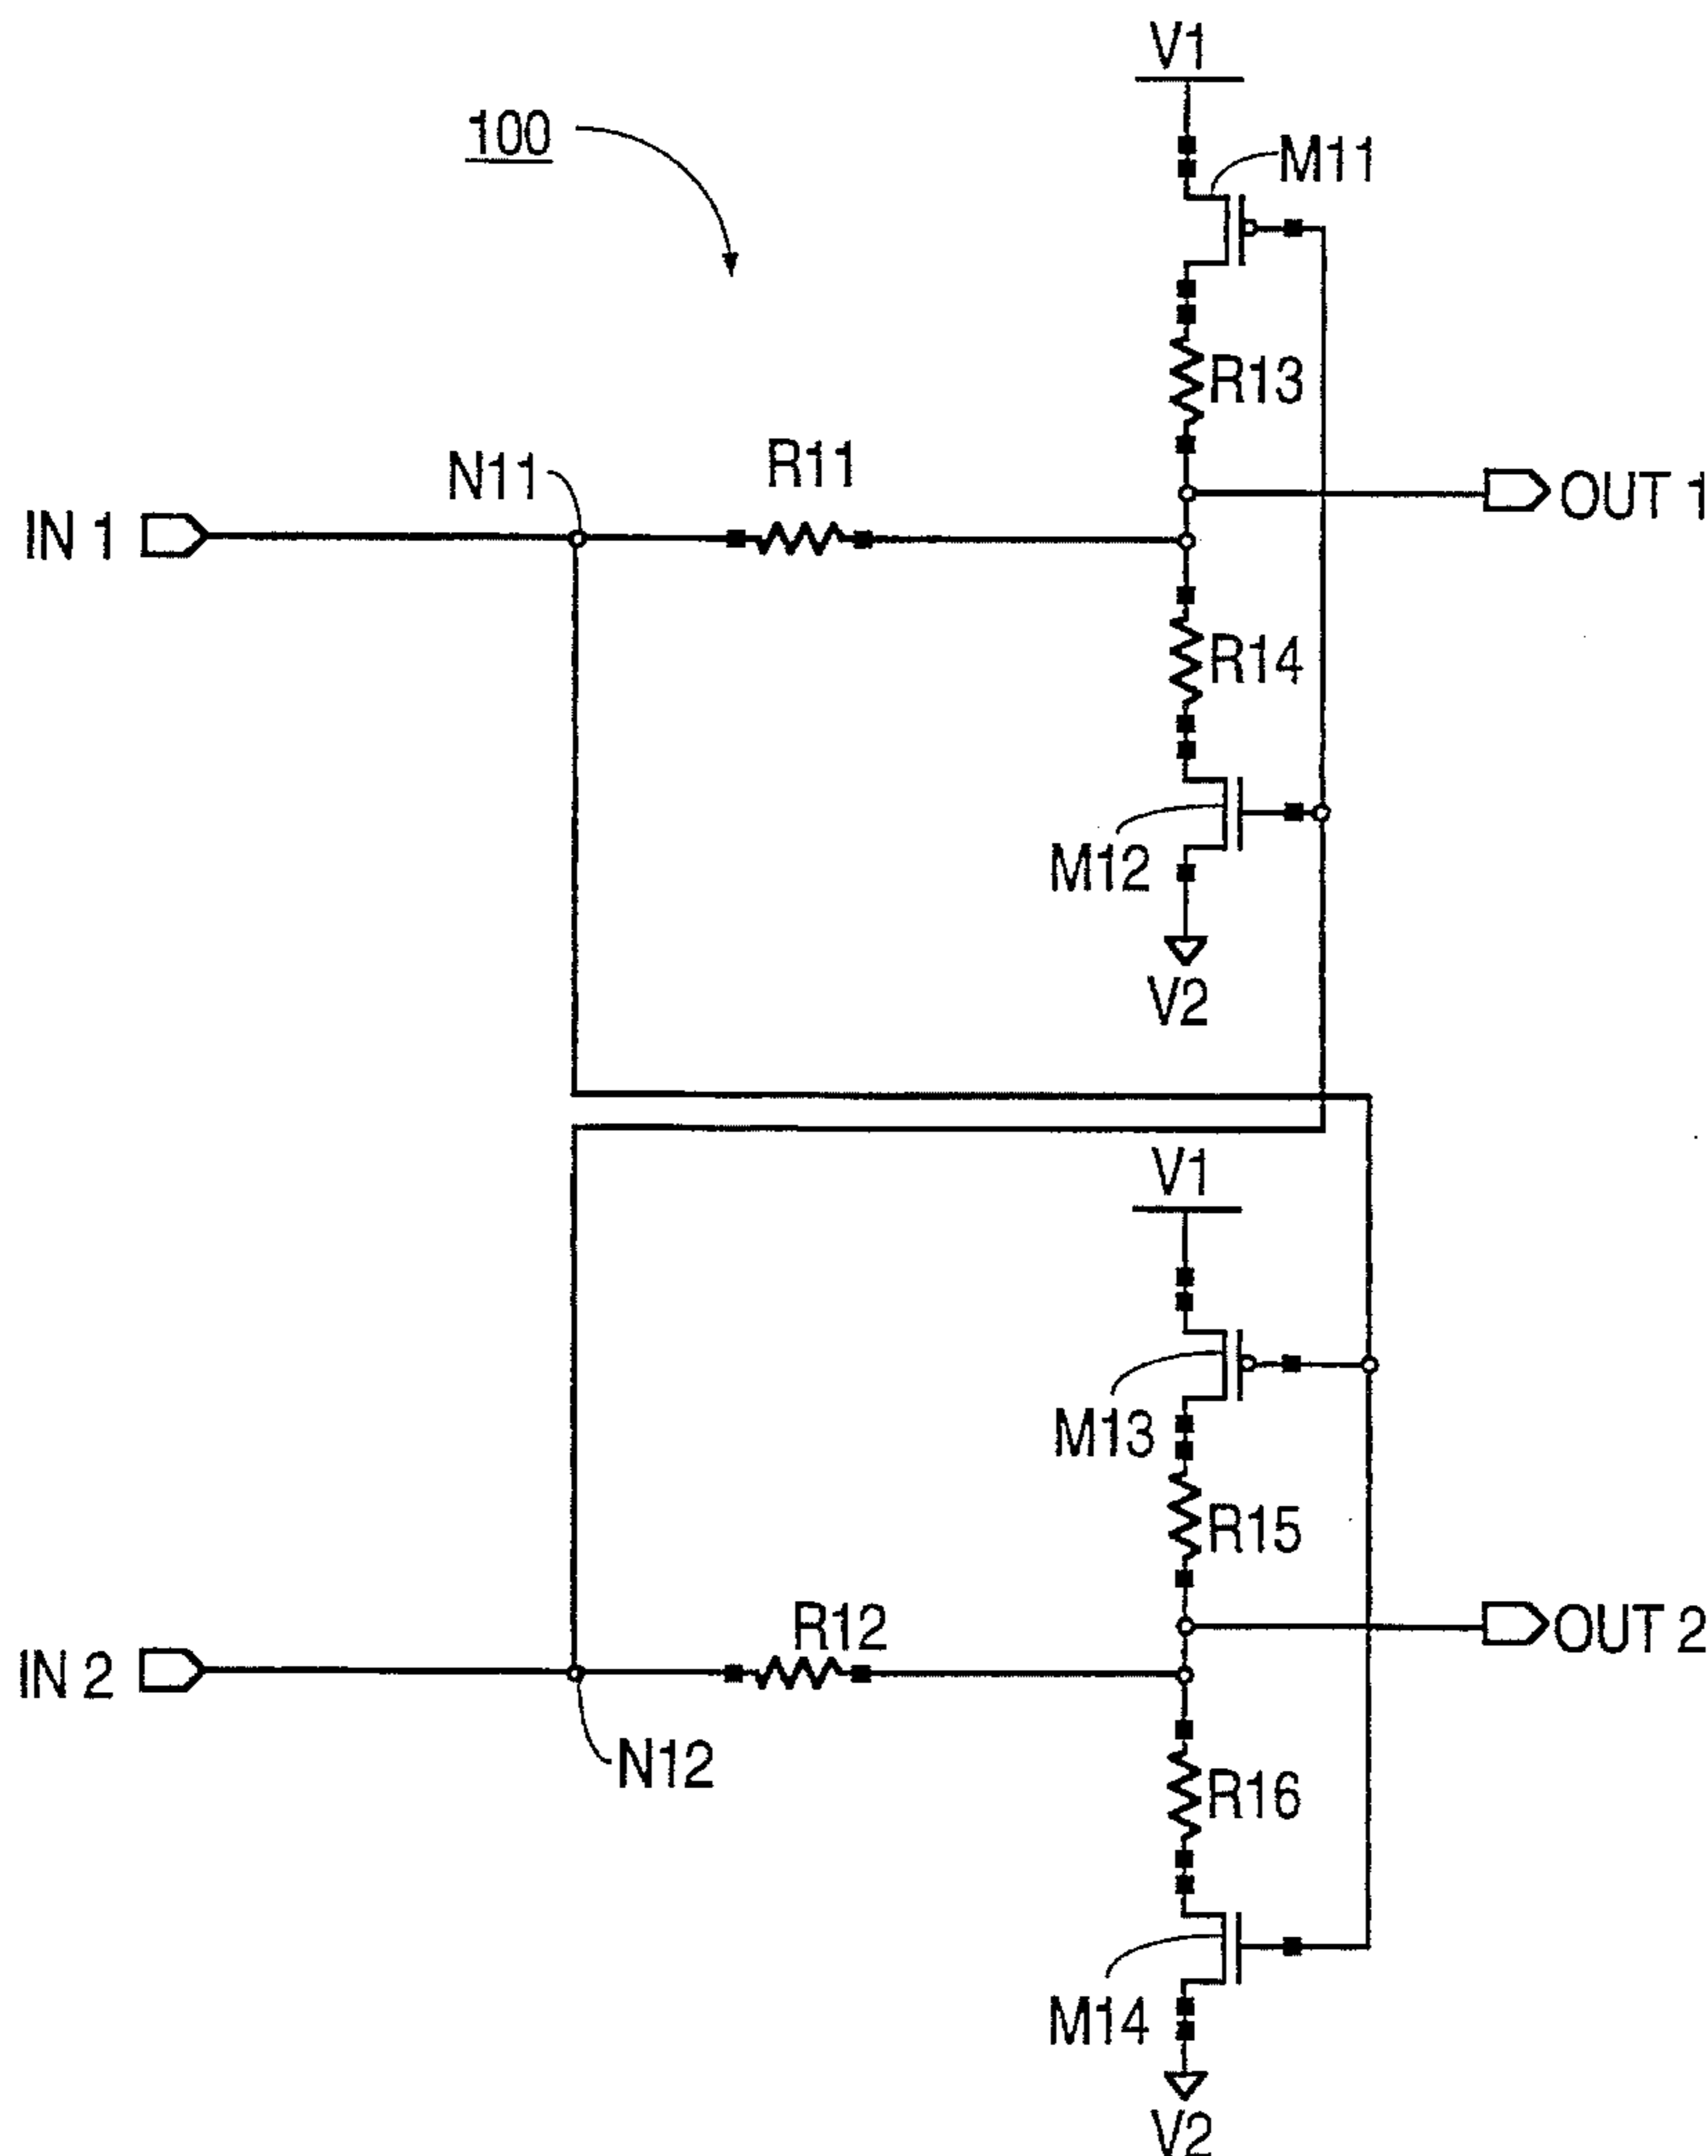 V1
100
M11
R13
N11
R11
IN 1
OUT 1
R14
M12
V2
V1
M13
R15
R12
OUT 2
IN 2
N12
R16
M14
V2